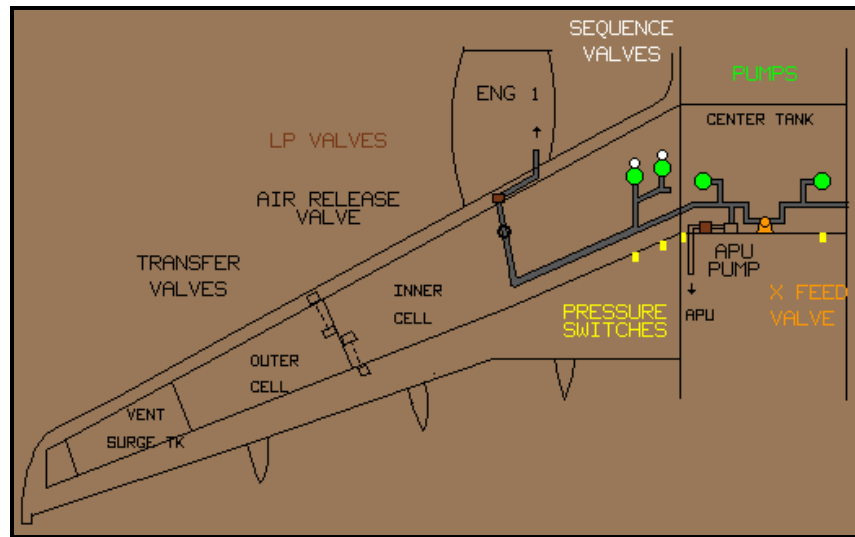 SEQUENCE
VALVES
PUMPS
ENG 1
CENTER TANK
LP VALVES
AIR RELEASE
VALVE
TRANSFER
VALVES
INNER
CELL
APU
PUMP
X FEED
VALVE
PRESSURE
SWITCHES
APU
OUTER
CELL
VENT
SURGE TK